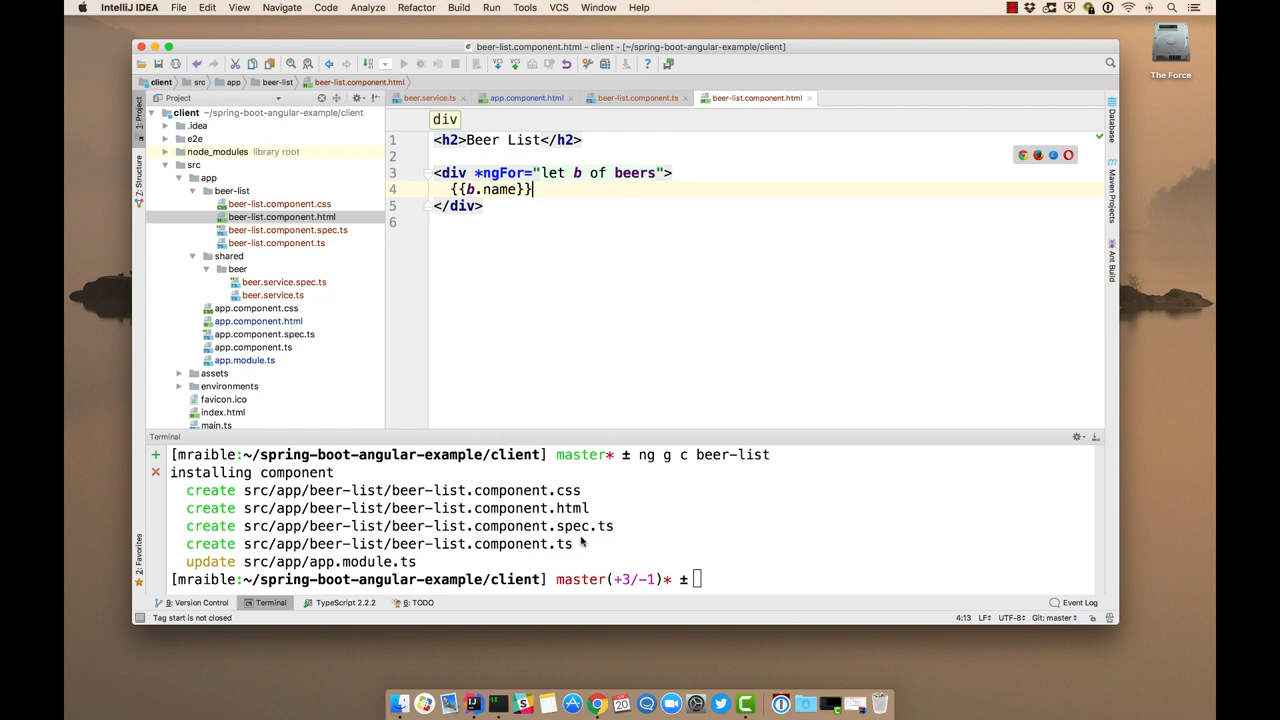 IntelliJ IDEA File Edit View Navigate Code Analyze Refactor Build Run Tools VCS Window Help
beer-list.component.html - client - [~/spring-boot-angular-example/client]
client src app beer-list beer-list.component.html
Project
beer.service.ts app.component.html beer-list.component.ts beer-list.component.html
1: Project
Z: Structure
2: Favorites
client ~/spring-boot-angular-example/client
.idea
e2e
node_modules library root
src
app
beer-list
beer-list.component.css
beer-list.component.html
beer-list.component.spec.ts
beer-list.component.ts
shared
beer
beer.service.spec.ts
beer.service.ts
app.component.css
app.component.html
app.component.spec.ts
app.component.ts
app.module.ts
assets
environments
favicon.ico
index.html
main.ts
div
1 <h2>Beer List</h2>
2
3 <div *ngFor="let b of beers">
4 {{b.name}}
5 </div>
6
Database
Maven Projects
Ant Build
The Force
Terminal
[mraible:~/spring-boot-angular-example/client] master* ± ng g c beer-list
installing component
create src/app/beer-list/beer-list.component.css
create src/app/beer-list/beer-list.component.html
create src/app/beer-list/beer-list.component.spec.ts
create src/app/beer-list/beer-list.component.ts
update src/app/app.module.ts
[mraible:~/spring-boot-angular-example/client] master(+3/-1)* ±
9: Version Control Terminal TypeScript 2.2.2 6: TODO Event Log
Tag start is not closed 4:13 LF UTF-8 Git: master
20